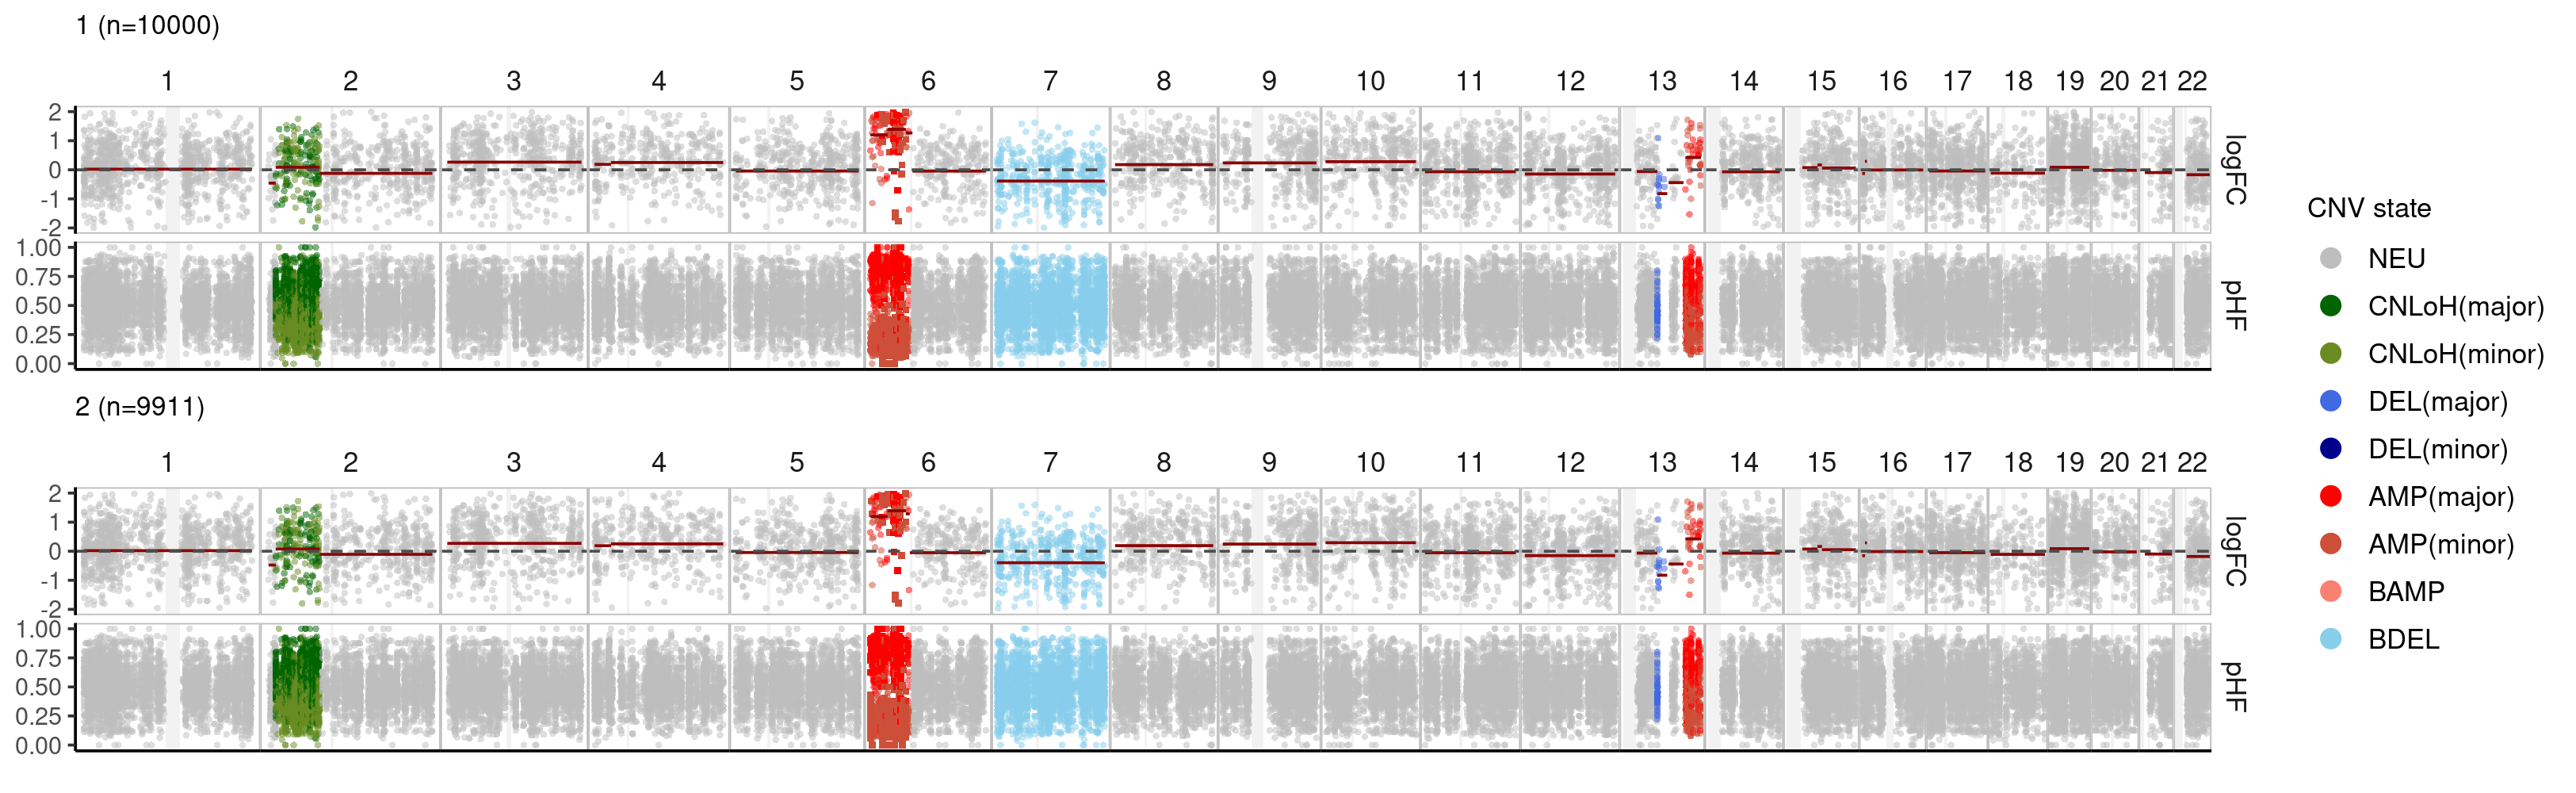 1 (n=10000)
1 2 3 4 5 6 7 8 9 10 11 12 13 14 15 16 17 18 19 20 21 22
2
1
0
-1
-2
logFC
1.00
0.75
0.50
0.25
0.00
pHF
2 (n=9911)
1 2 3 4 5 6 7 8 9 10 11 12 13 14 15 16 17 18 19 20 21 22
2
1
0
-1
-2
logFC
1.00
0.75
0.50
0.25
0.00
pHF
CNV state
NEU
CNLoH(major)
CNLoH(minor)
DEL(major)
DEL(minor)
AMP(major)
AMP(minor)
BAMP
BDEL